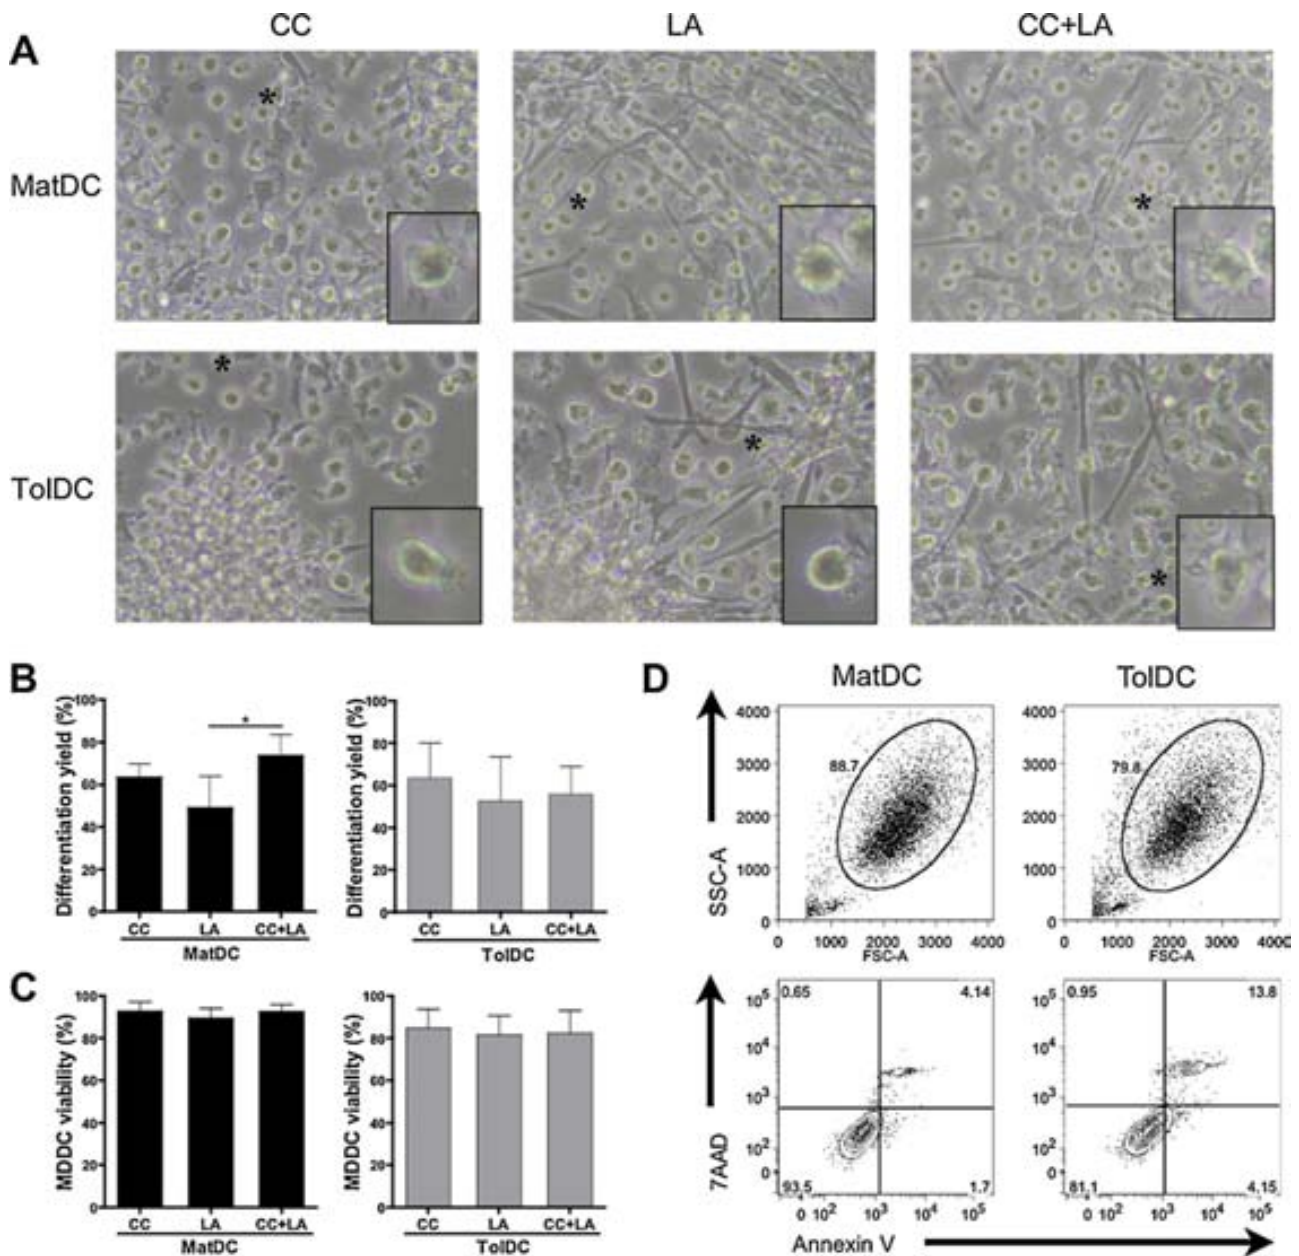 CC LA CC+LA
A
*
*
*
MatDC
*
*
*
TolDC
B
Differentiation yield (%)
100
80
60
40
20
0
*
CC LA CC+LA
MatDC
Differentiation yield (%)
100
80
60
40
20
0
CC LA CC+LA
TolDC
C
MDDC viability (%)
100
80
60
40
20
0
CC LA CC+LA
MatDC
MDDC viability (%)
100
80
60
40
20
0
CC LA CC+LA
TolDC
D
MatDC TolDC
SSC-A
4000
3000
2000
1000
0
88.7
0 1000 2000 3000 4000
FSC-A
4000
3000
2000
1000
0
79.8
0 1000 2000 3000 400
FSC-A
7AAD
0.65 4.14
10⁵
10⁴
10³
10²
0
93.5 1.7
0 10² 10³ 10⁴ 10⁵
0.95 13.8
10⁵
10⁴
10³
10²
0
81.1 4.15
0 10² 10³ 10⁴ 10⁵
Annexin V